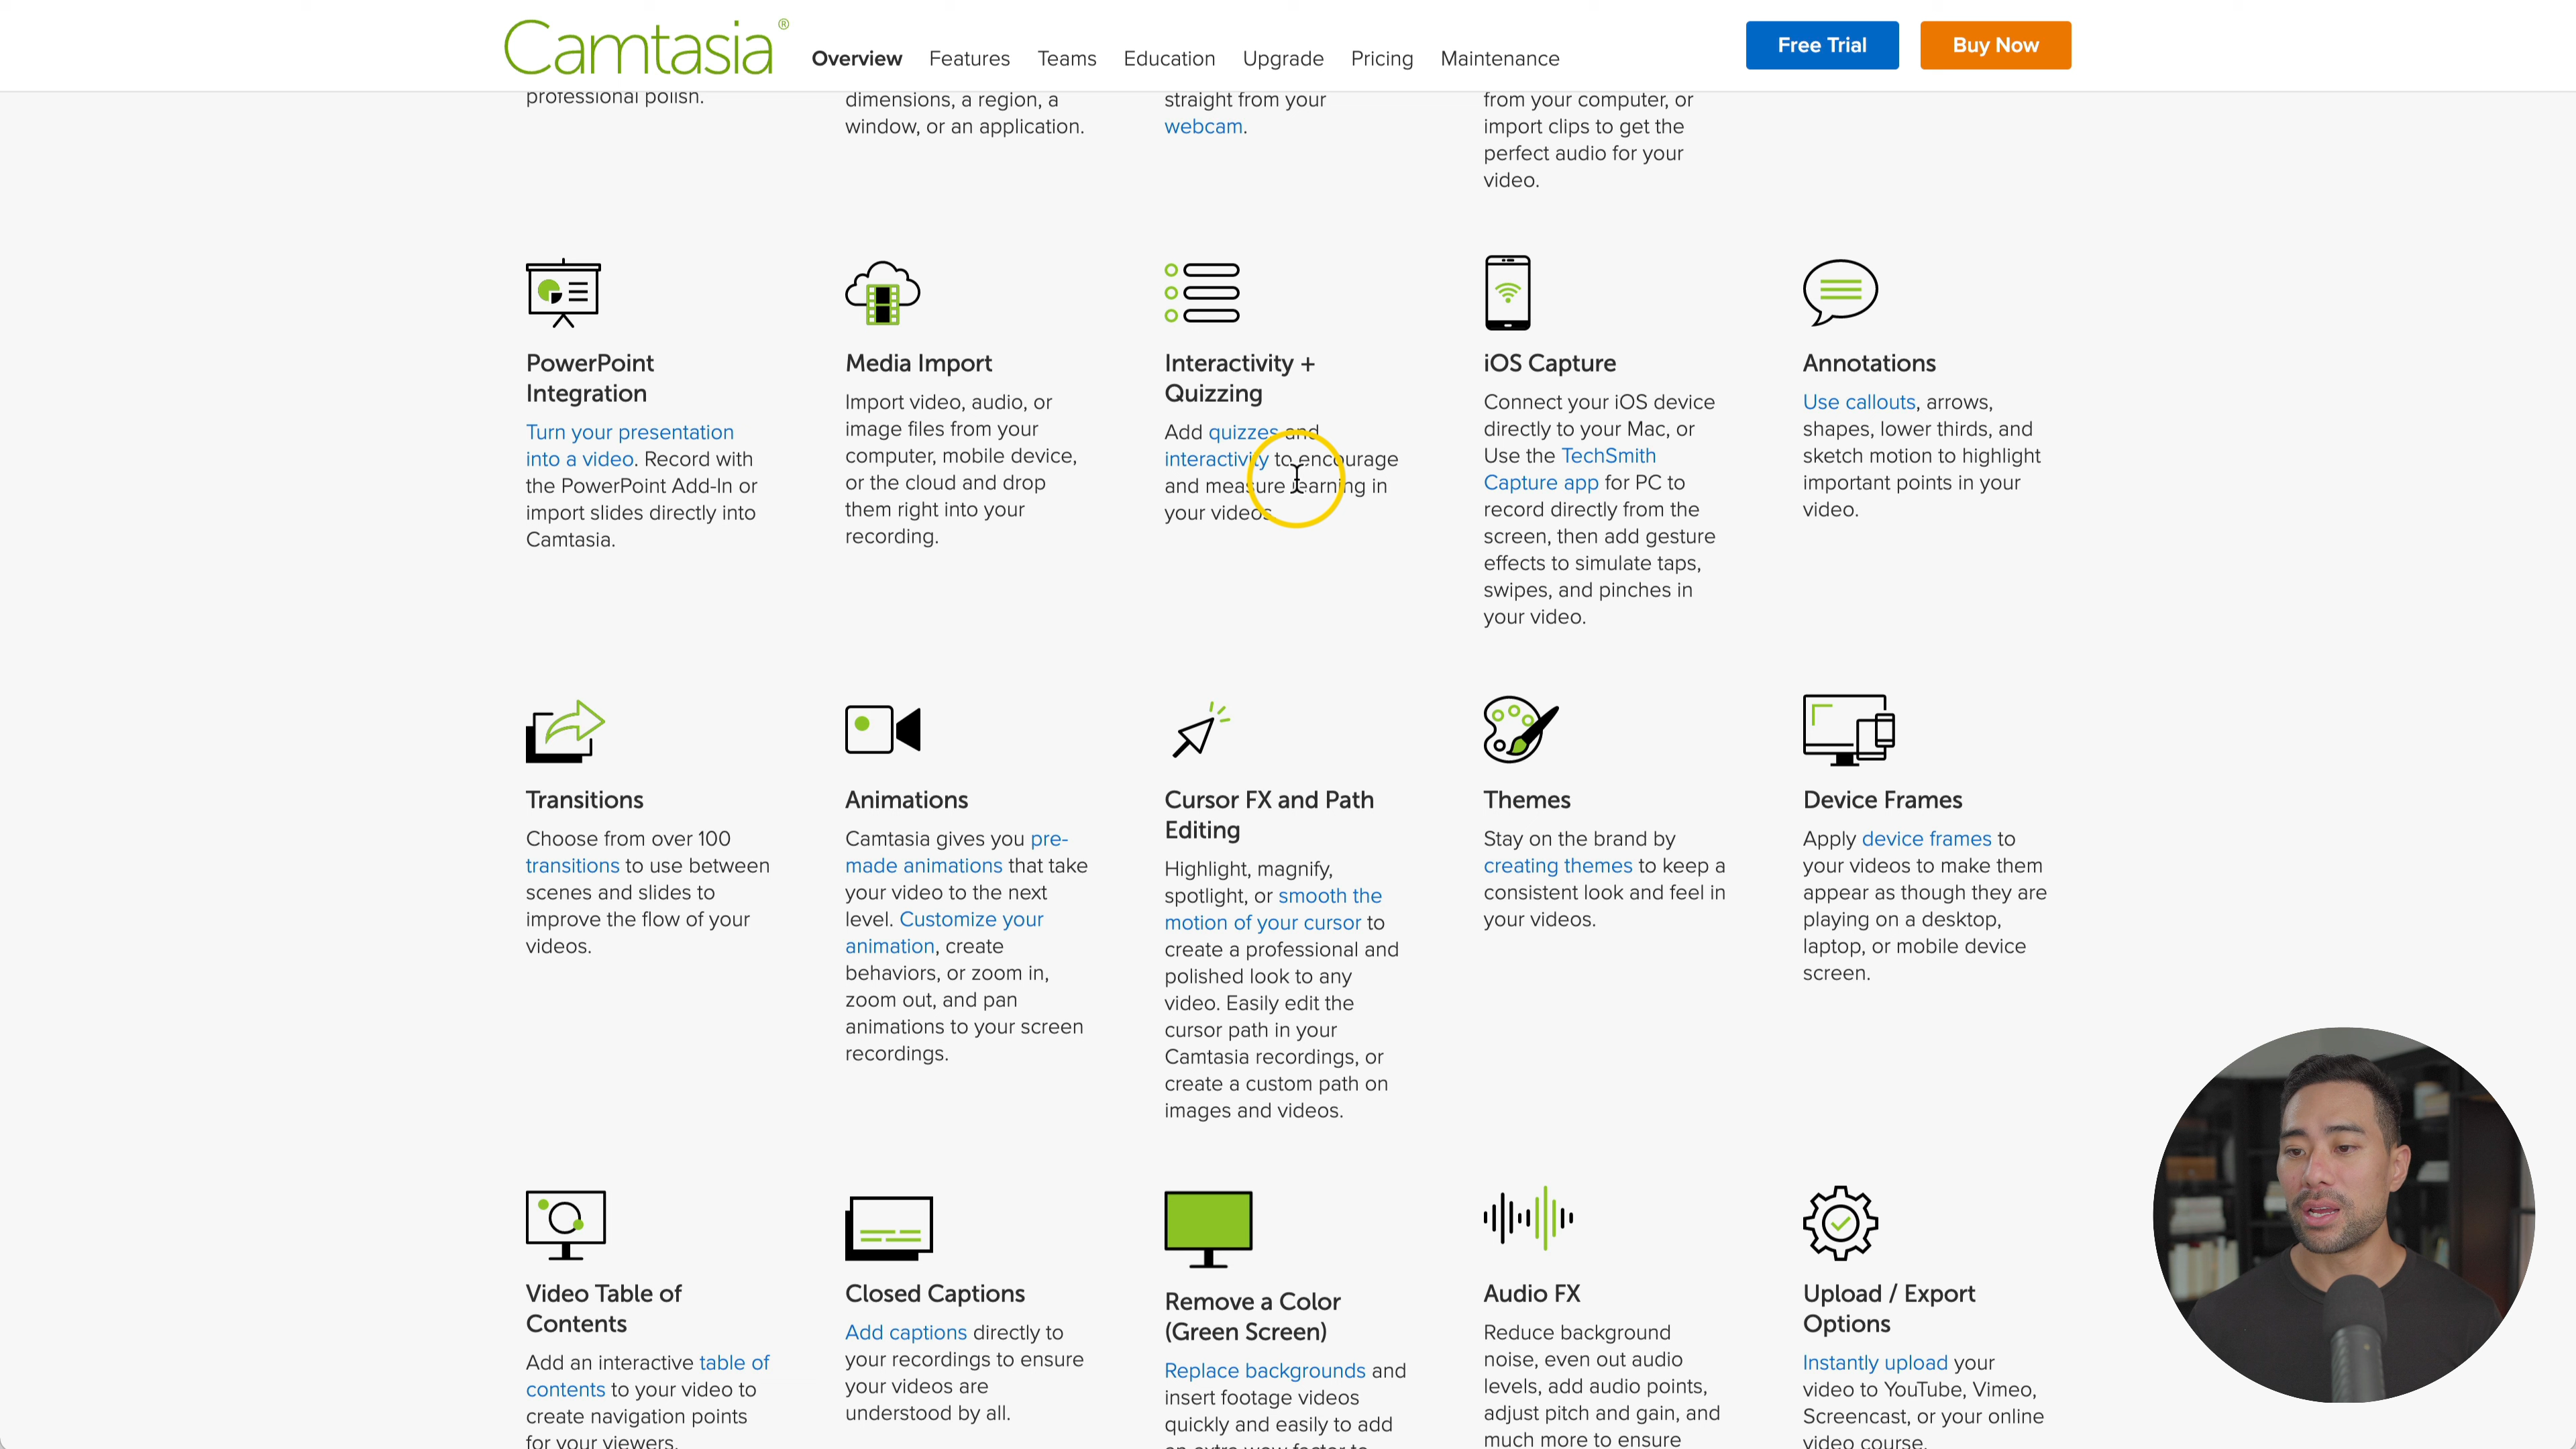 Camtasia®
Overview Features Teams Education Upgrade Pricing Maintenance
Free Trial
Buy Now
professional polish.
dimensions, a region, a
window, or an application.
straight from your
webcam.
from your computer, or
import clips to get the
perfect audio for your
video.
PowerPoint
Integration
Turn your presentation
into a video. Record with
the PowerPoint Add-In or
import slides directly into
Camtasia.
Media Import
Import video, audio, or
image files from your
computer, mobile device,
or the cloud and drop
them right into your
recording.
Interactivity +
Quizzing
Add quizzes and
interactivity to encourage
and measure learning in
your videos
iOS Capture
Connect your iOS device
directly to your Mac, or
Use the TechSmith
Capture app for PC to
record directly from the
screen, then add gesture
effects to simulate taps,
swipes, and pinches in
your video.
Annotations
Use callouts, arrows,
shapes, lower thirds, and
sketch motion to highlight
important points in your
video.
Transitions
Choose from over 100
transitions to use between
scenes and slides to
improve the flow of your
videos.
Animations
Camtasia gives you pre-
made animations that take
your video to the next
level. Customize your
animation, create
behaviors, or zoom in,
zoom out, and pan
animations to your screen
recordings.
Cursor FX and Path
Editing
Highlight, magnify,
spotlight, or smooth the
motion of your cursor to
create a professional and
polished look to any
video. Easily edit the
cursor path in your
Camtasia recordings, or
create a custom path on
images and videos.
Themes
Stay on the brand by
creating themes to keep a
consistent look and feel in
your videos.
Device Frames
Apply device frames to
your videos to make them
appear as though they are
playing on a desktop,
laptop, or mobile device
screen.
Video Table of
Contents
Add an interactive table of
contents to your video to
create navigation points
for your viewers.
Closed Captions
Add captions directly to
your recordings to ensure
your videos are
understood by all.
Remove a Color
(Green Screen)
Replace backgrounds and
insert footage videos
quickly and easily to add
an extra wow factor to
Audio FX
Reduce background
noise, even out audio
levels, add audio points,
adjust pitch and gain, and
much more to ensure
Upload / Export
Options
Instantly upload your
video to YouTube, Vimeo,
Screencast, or your online
video course.